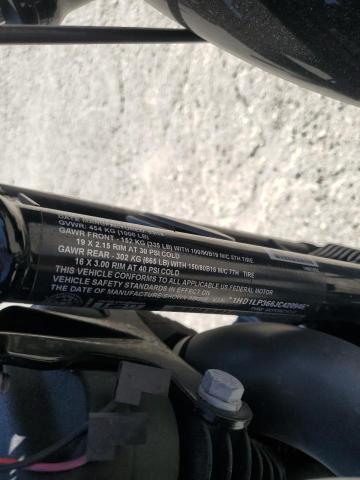 GVWR: 454 KG (1000 LB)
GAWR FRONT - 152 KG (335 LB) WITH 100/90B19 M/C 57H TIRE
19 X 2.15 RIM AT 30 PSI COLD
GAWR REAR - 302 KG (665 LB) WITH 150/80B16 M/C 77H TIRE
16 X 3.00 RIM AT 40 PSI COLD
THIS VEHICLE CONFORMS TO ALL APPLICABLE US FEDERAL MOTOR
VEHICLE SAFETY STANDARDS IN EFFECT ON
THE DATE OF MANUFACTURE SHOWN ABOVE.